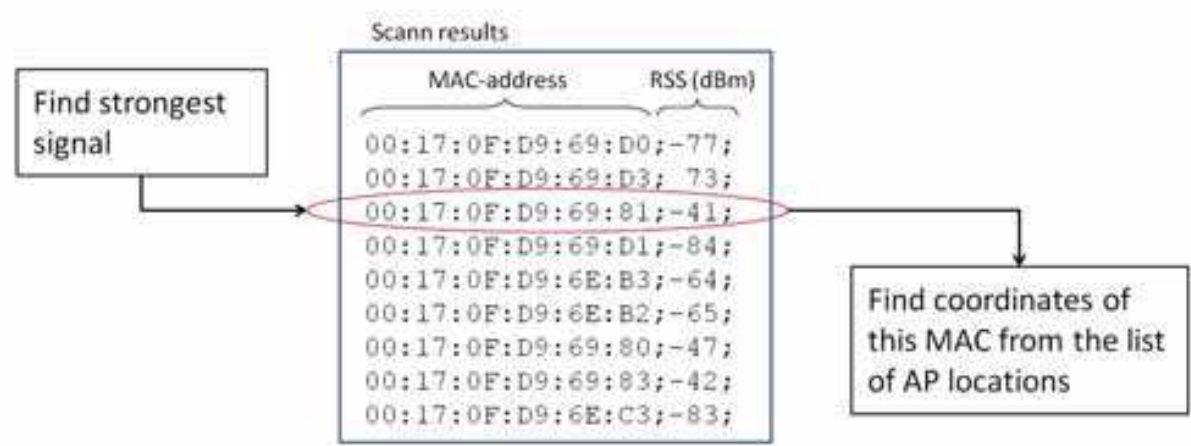 Scann results
Find strongest
signal
MAC-address RSS (dBm)
00:17:0F:D9:69:D0;-77;
00:17:0F:D9:69:D3; 73;
00:17:0F:D9:69:81;-41;
00:17:0F:D9:69:D1;-84;
00:17:0F:D9:6E:B3;-64;
00:17:0F:D9:6E:B2;-65;
00:17:0F:D9:69:80;-47;
00:17:0F:D9:69:83;-42;
00:17:0F:D9:6E:C3;-83;
Find coordinates of
this MAC from the list
of AP locations